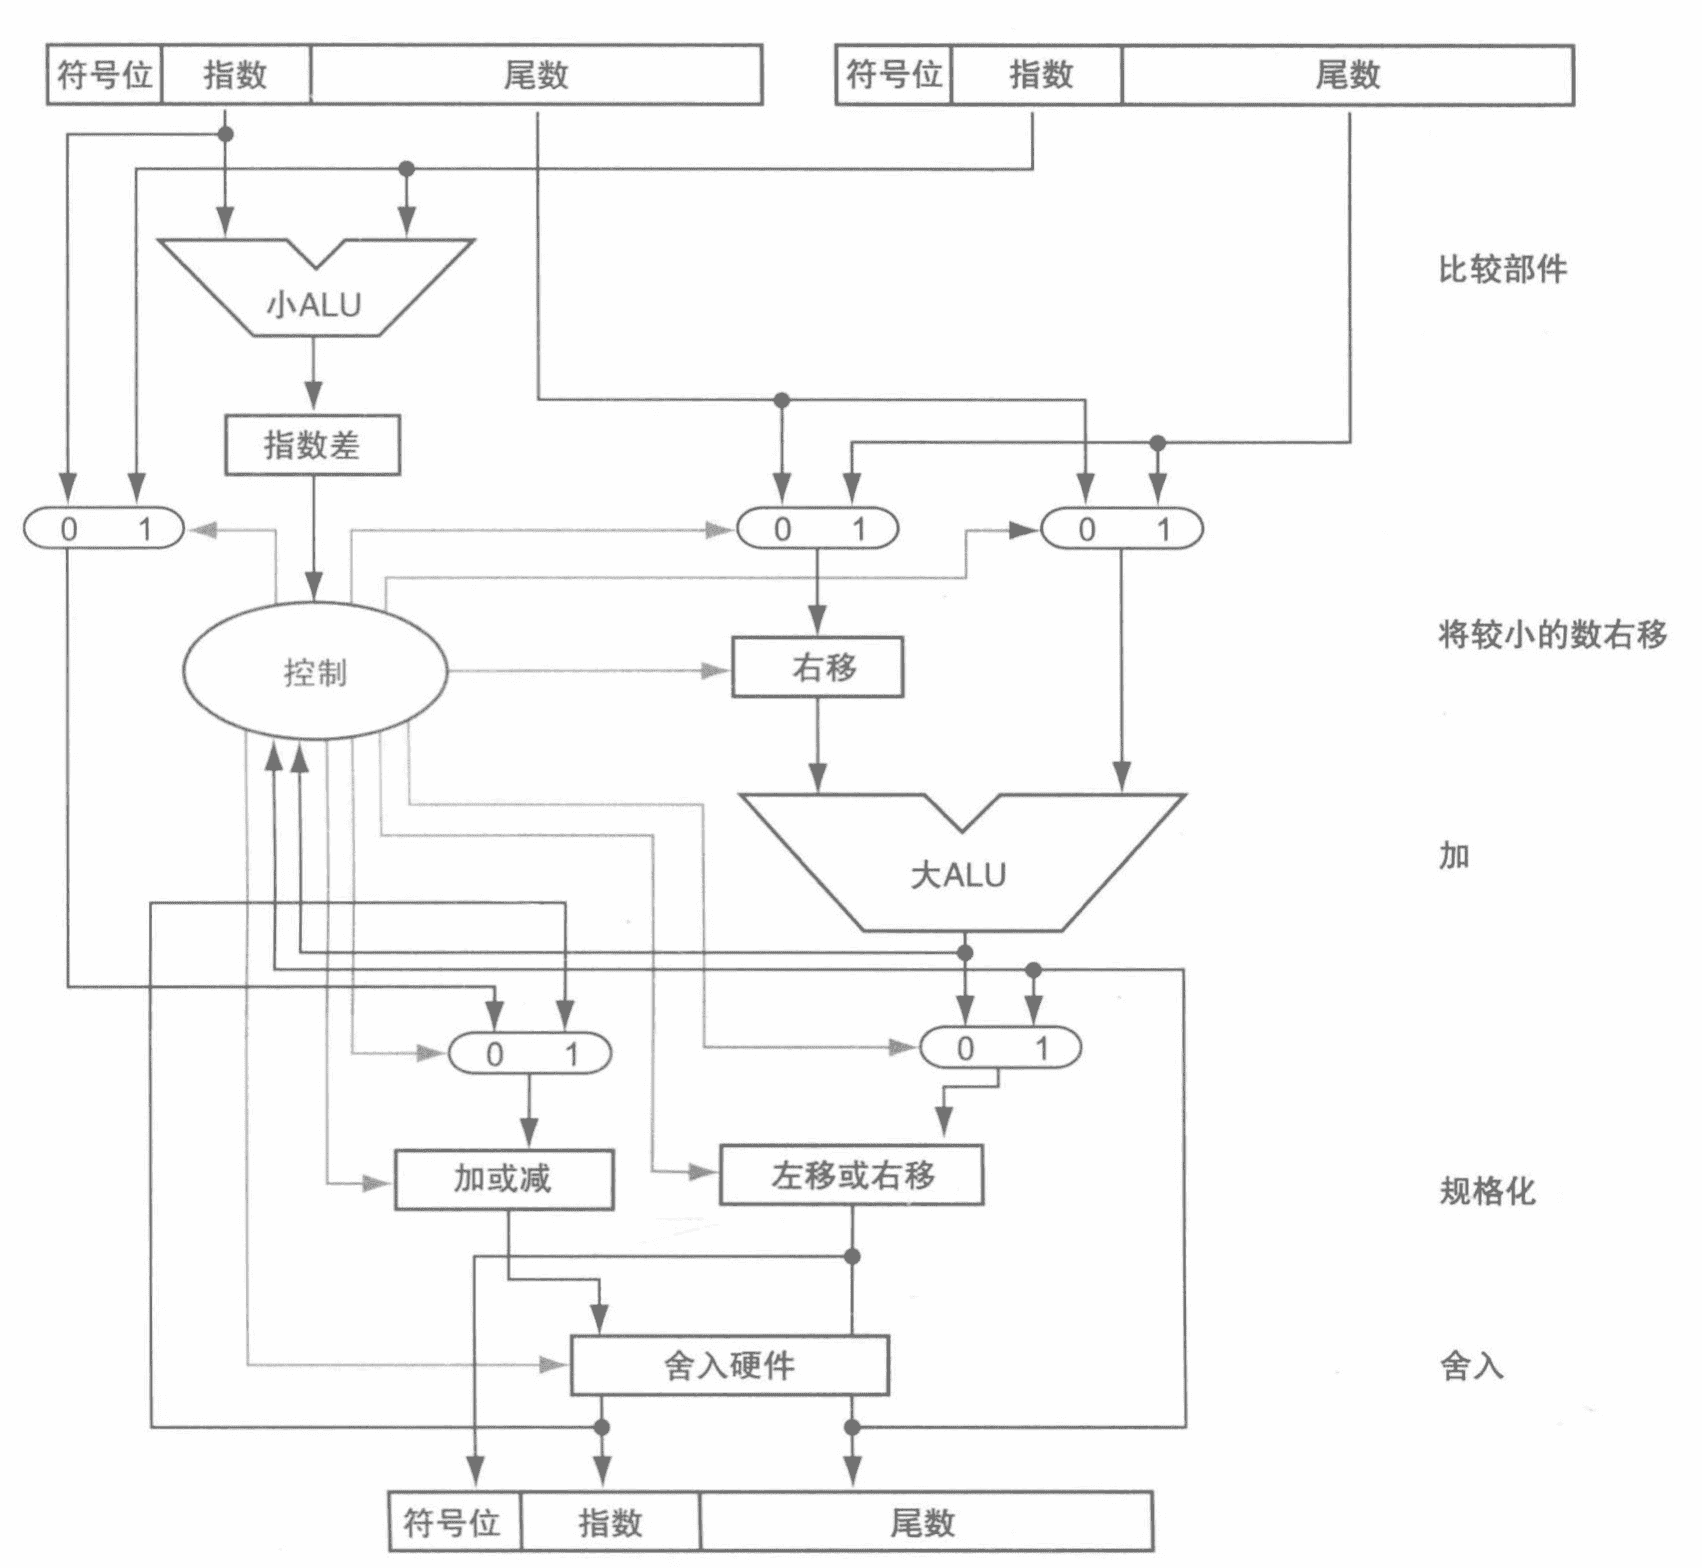 符号位 指数 尾数 符号位 指数 尾数
比较部件
小ALU
指数差
0 1 0 1 0 1
将较小的数右移
控制 右移
加
大ALU
0 1 0 1
加或减 左移或右移
规格化
舍入硬件 舍入
符号位 指数 尾数